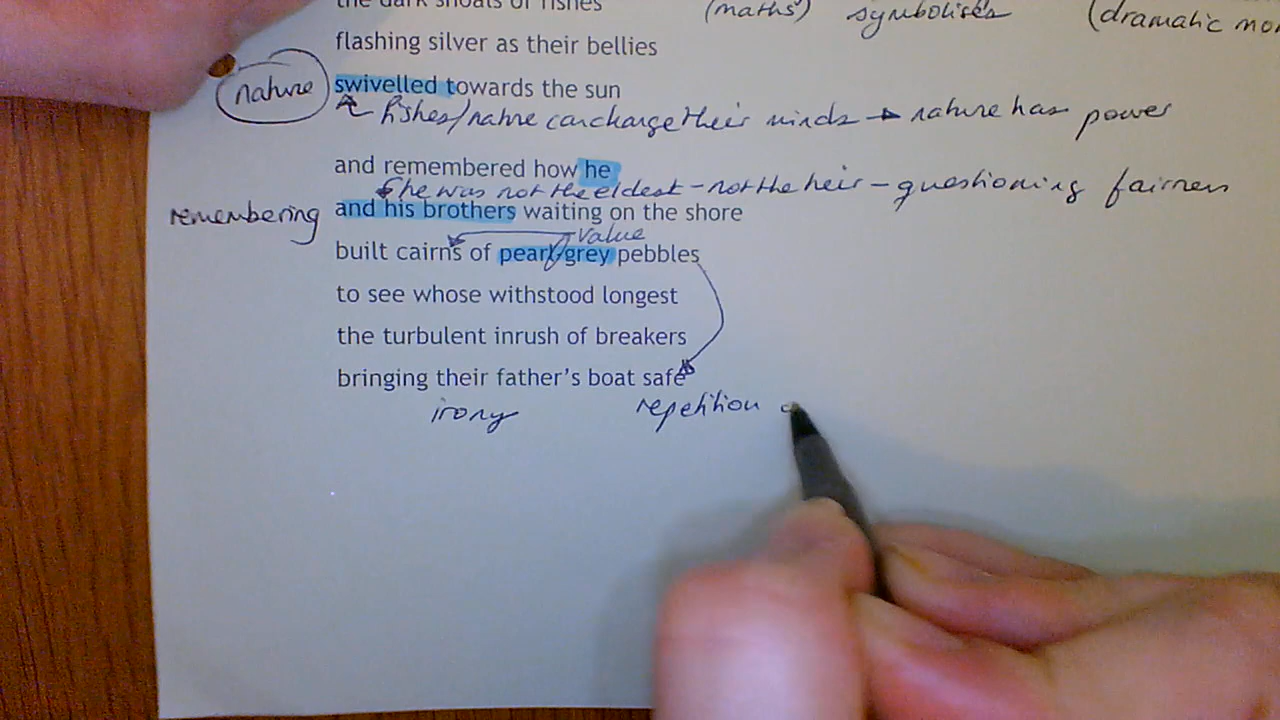 the dark shoals of fishes
(maths) symbolises (dramatic mo
flashing silver as their bellies
nature swivelled towards the sun
fishes/nature can change their minds → nature has power
and remembered how he
he was not the eldest - not the heir - questioning fairness
remembering and his brothers waiting on the shore
value
built cairns of pearl/grey pebbles
to see whose withstood longest
the turbulent inrush of breakers
bringing their father's boat safe
irony repetition